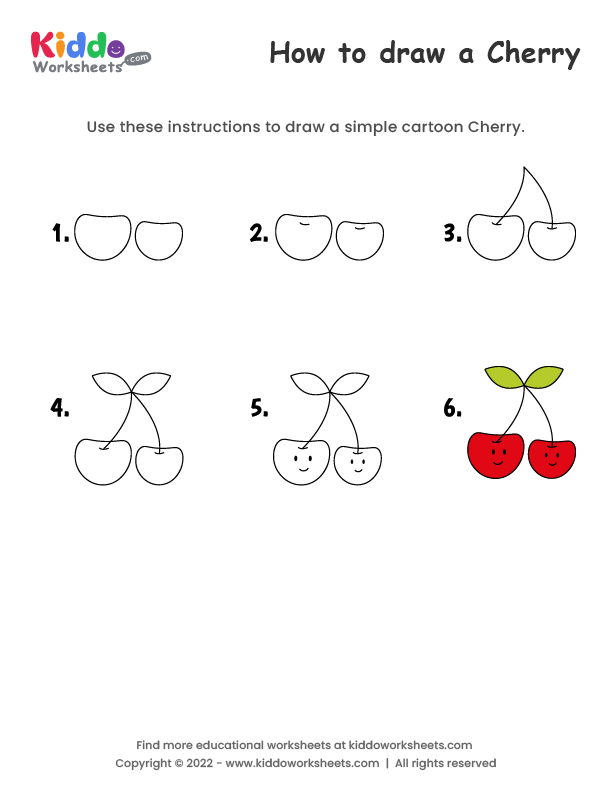 Kiddo
Worksheets .com
How to draw a Cherry
Use these instructions to draw a simple cartoon Cherry.
1. 2. 3.
4. 5. 6.
Find more educational worksheets at kiddoworksheets.com
Copyright © 2022 - www.kiddoworksheets.com | All rights reserved